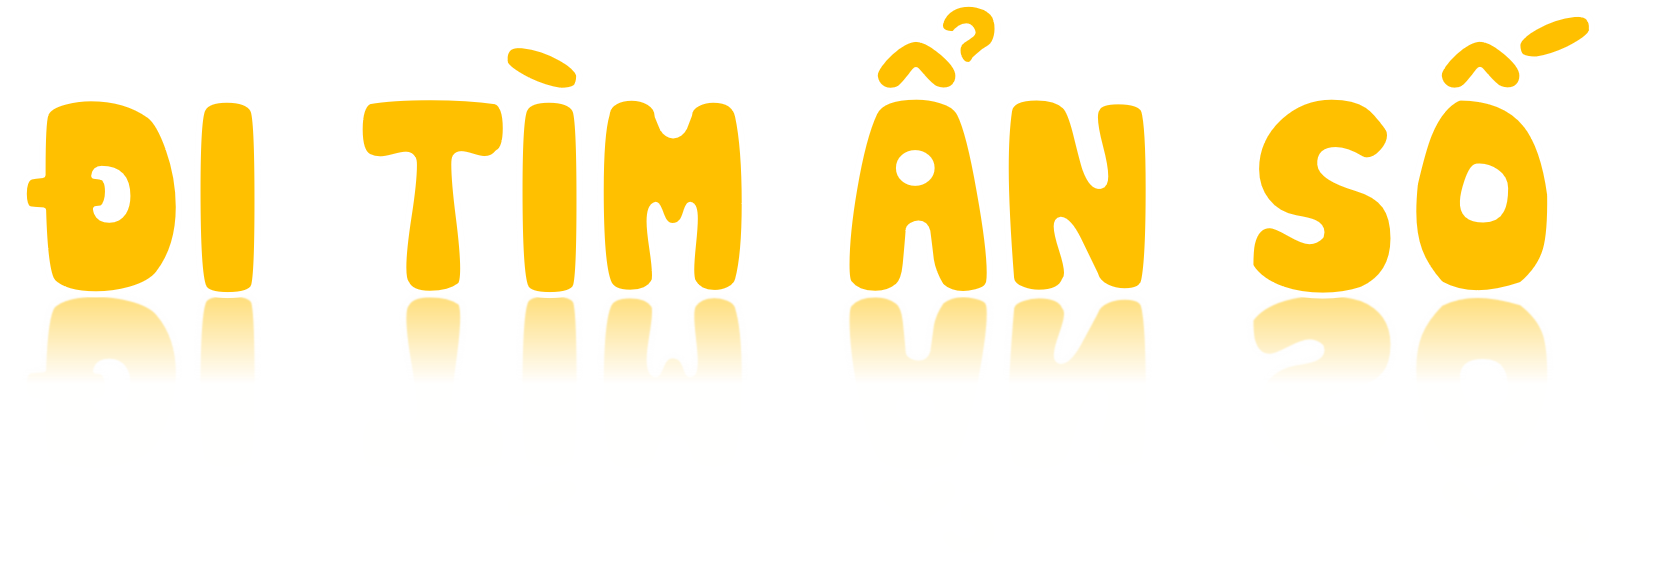 ĐI TÌM ẨN SỐ